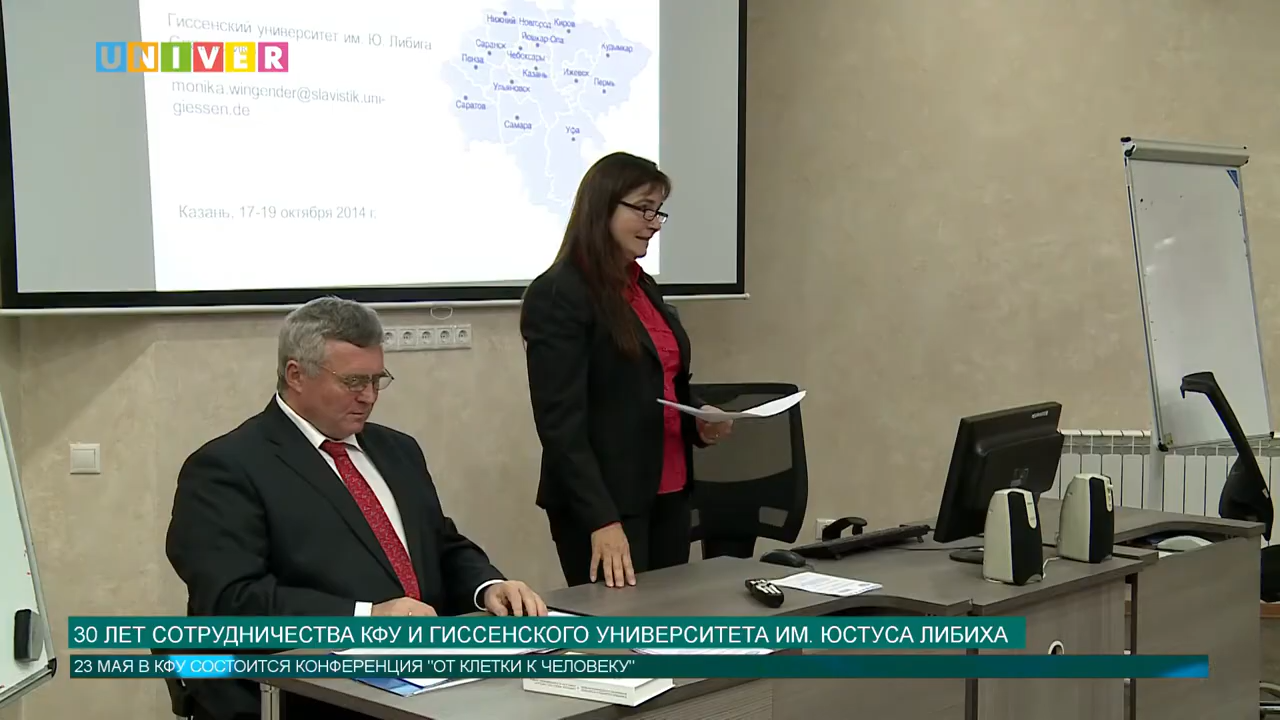 Гиссенский университет им. Ю. Либига
UNIVER
monika.wingender@slavistik.uni-
giessen.de
Казань, 17-19 октября 2014 г.
Нижний Новгород
Киров
Йошкар-Ола
Саранск
Чебоксары
Кудымкар
Пенза
Казань
Ижевск
Пермь
Ульяновск
Саратов
Самара
Уфа
30 ЛЕТ СОТРУДНИЧЕСТВА КФУ И ГИССЕНСКОГО УНИВЕРСИТЕТА ИМ. ЮСТУСА ЛИБИХА
23 МАЯ В КФУ СОСТОИТСЯ КОНФЕРЕНЦИЯ "ОТ КЛЕТКИ К ЧЕЛОВЕКУ"